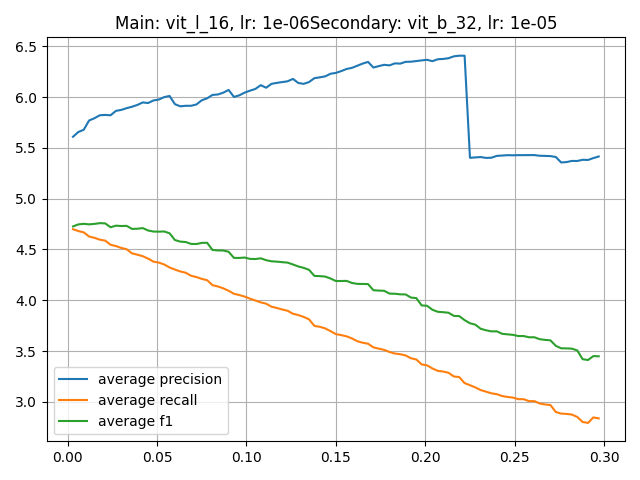 Main: vit_l_16, lr: 1e-06Secondary: vit_b_32, lr: 1e-05
6.5
6.0
5.5
5.0
4.5
4.0
3.5
3.0
average precision
average recall
average f1
0.00 0.05 0.10 0.15 0.20 0.25 0.30